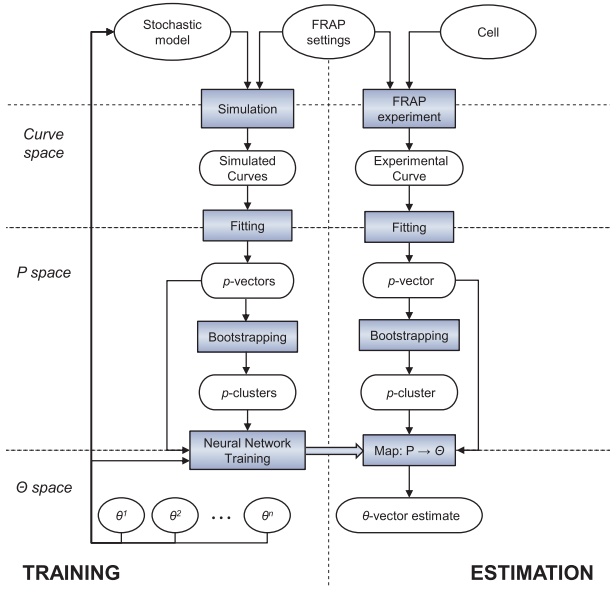 Stochastic
model
FRAP
settings
Cell
Simulation
FRAP
experiment
Curve
space
Simulated
Curves
Experimental
Curve
Fitting
Fitting
P space
p-vectors
p-vector
Bootstrapping
Bootstrapping
p-clusters
p-cluster
Neural Network
Training
Map: P → Θ
Θ space
θ¹
θ²
...
θⁿ
θ-vector estimate
TRAINING
ESTIMATION